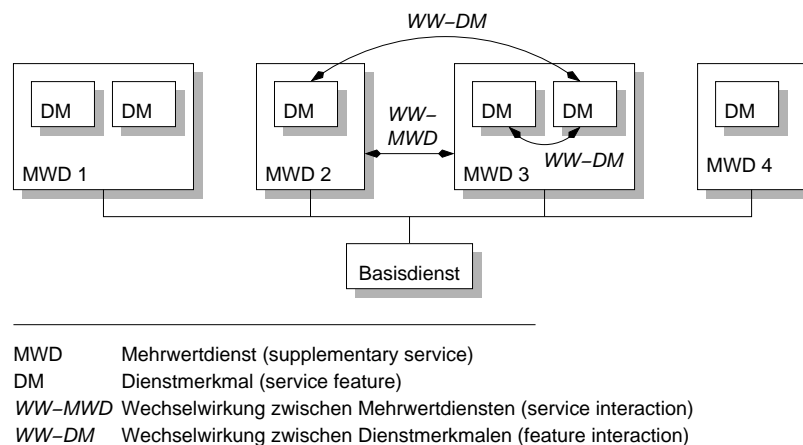 WW–DM
DM DM DM DM DM DM
WW–
MWD
WW–DM
MWD 1 MWD 2 MWD 3 MWD 4
Basisdienst
MWD Mehrwertdienst (supplementary service)
DM Dienstmerkmal (service feature)
WW–MWD Wechselwirkung zwischen Mehrwertdiensten (service interaction)
WW–DM Wechselwirkung zwischen Dienstmerkmalen (feature interaction)